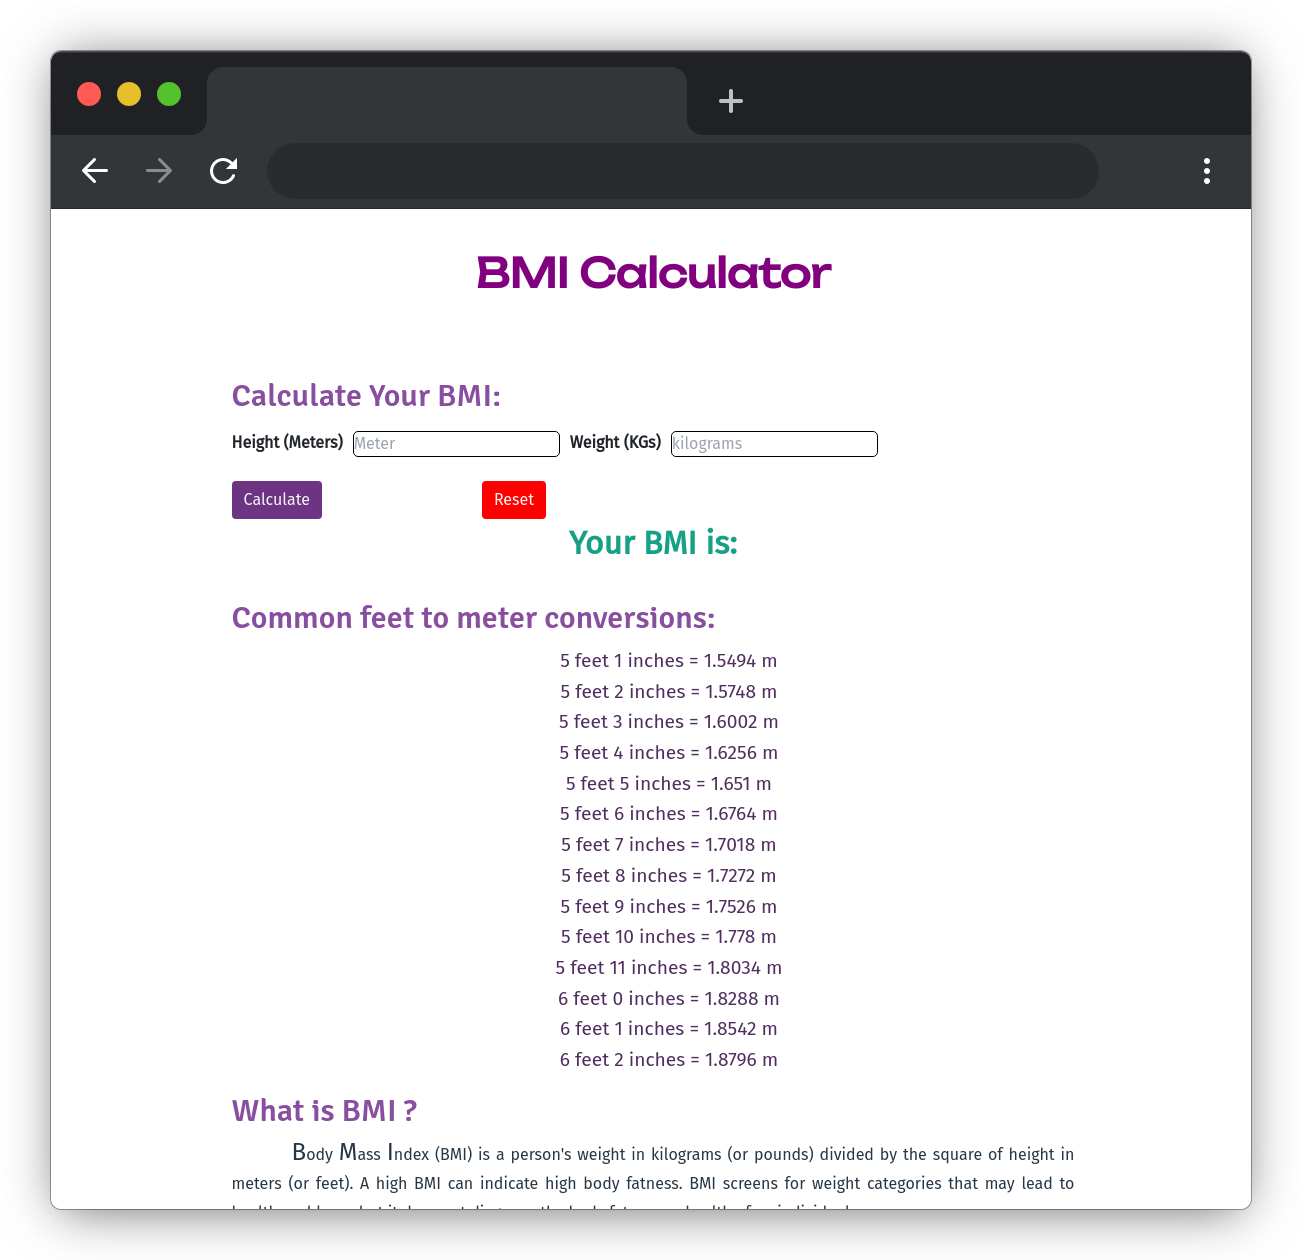 BMI Calculator
Calculate Your BMI:
Height (Meters) Meter Weight (KGs) kilograms
Calculate Reset
Your BMI is:
Common feet to meter conversions:
5 feet 1 inches = 1.5494 m
5 feet 2 inches = 1.5748 m
5 feet 3 inches = 1.6002 m
5 feet 4 inches = 1.6256 m
5 feet 5 inches = 1.651 m
5 feet 6 inches = 1.6764 m
5 feet 7 inches = 1.7018 m
5 feet 8 inches = 1.7272 m
5 feet 9 inches = 1.7526 m
5 feet 10 inches = 1.778 m
5 feet 11 inches = 1.8034 m
6 feet 0 inches = 1.8288 m
6 feet 1 inches = 1.8542 m
6 feet 2 inches = 1.8796 m
What is BMI ?
Body Mass Index (BMI) is a person's weight in kilograms (or pounds) divided by the square of height in
meters (or feet). A high BMI can indicate high body fatness. BMI screens for weight categories that may lead to